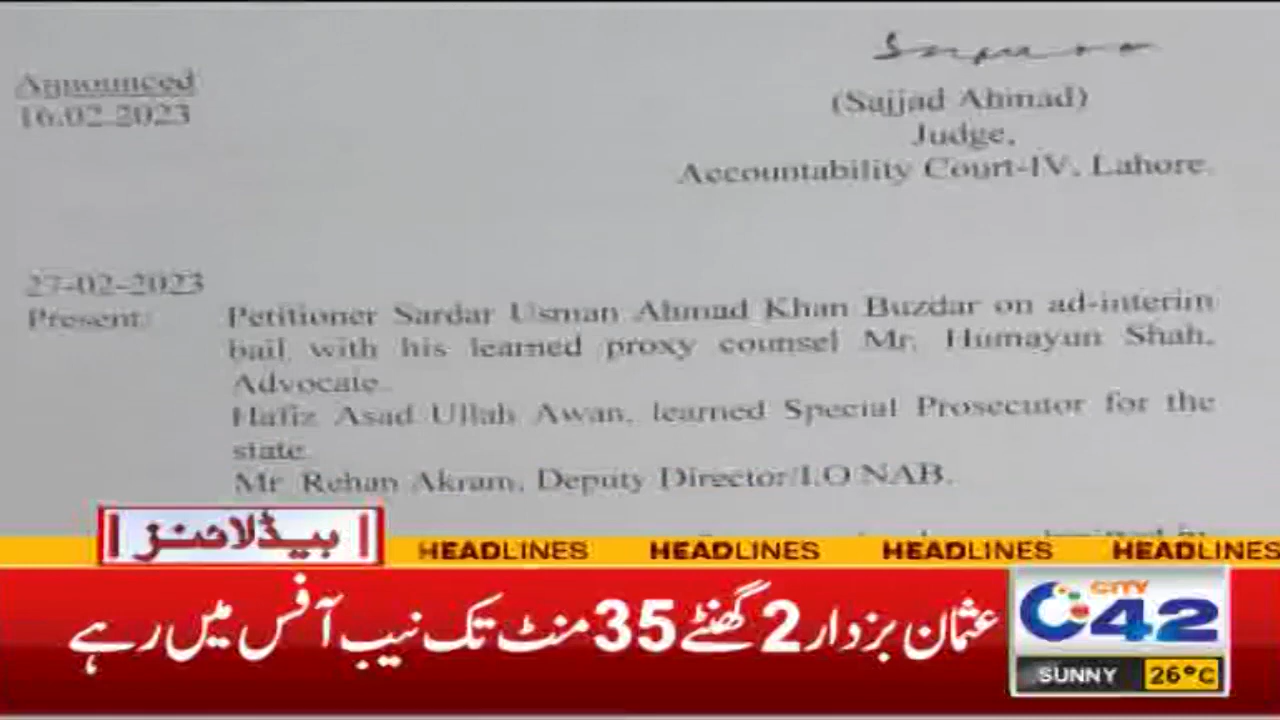 Announced
16.02.2023
(Sajjad Ahmad)
Judge,
Accountability Court-IV, Lahore.
27-02-2023
Present: Petitioner Sardar Usman Ahmad Khan Buzdar on ad-interim
bail with his learned proxy counsel Mr. Humayun Shah,
Advocate.
Hafiz Asad Ullah Awan, learned Special Prosecutor for the
state.
Mr. Rehan Akram, Deputy Director/I.O NAB.
ہیڈلائنز
HEADLINES HEADLINES HEADLINES HEADLINES
عثمان بزدار 2 گھنٹے 35 منٹ تک نیب آفس میں رہے
CITY
42
SUNNY 26°C